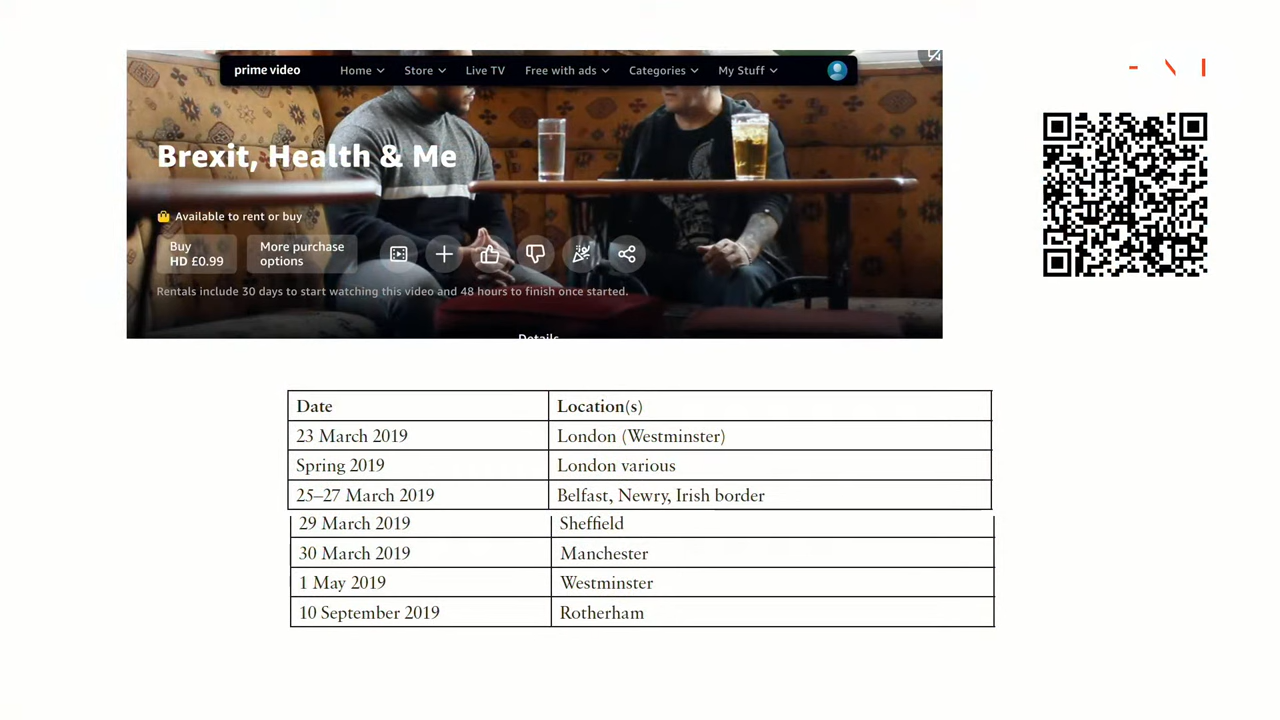 prime video Home Store Live TV Free with ads Categories My Stuff
Brexit, Health & Me
Available to rent or buy
Buy
HD £0.99
More purchase
options
Rentals include 30 days to start watching this video and 48 hours to finish once started.
Details
Date Location(s)
23 March 2019 London (Westminster)
Spring 2019 London various
25–27 March 2019 Belfast, Newry, Irish border
29 March 2019 Sheffield
30 March 2019 Manchester
1 May 2019 Westminster
10 September 2019 Rotherham